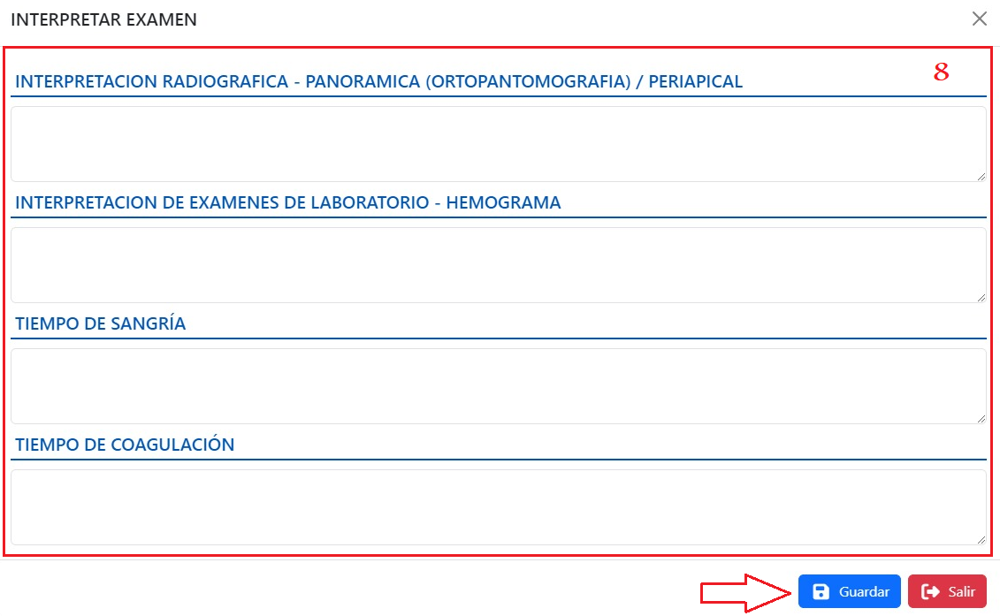 INTERPRETAR EXAMEN
8
INTERPRETACION RADIOGRAFICA - PANORAMICA (ORTOPANTOMOGRAFIA) / PERIAPICAL
INTERPRETACION DE EXAMENES DE LABORATORIO - HEMOGRAMA
TIEMPO DE SANGRÍA
TIEMPO DE COAGULACIÓN
Guardar Salir